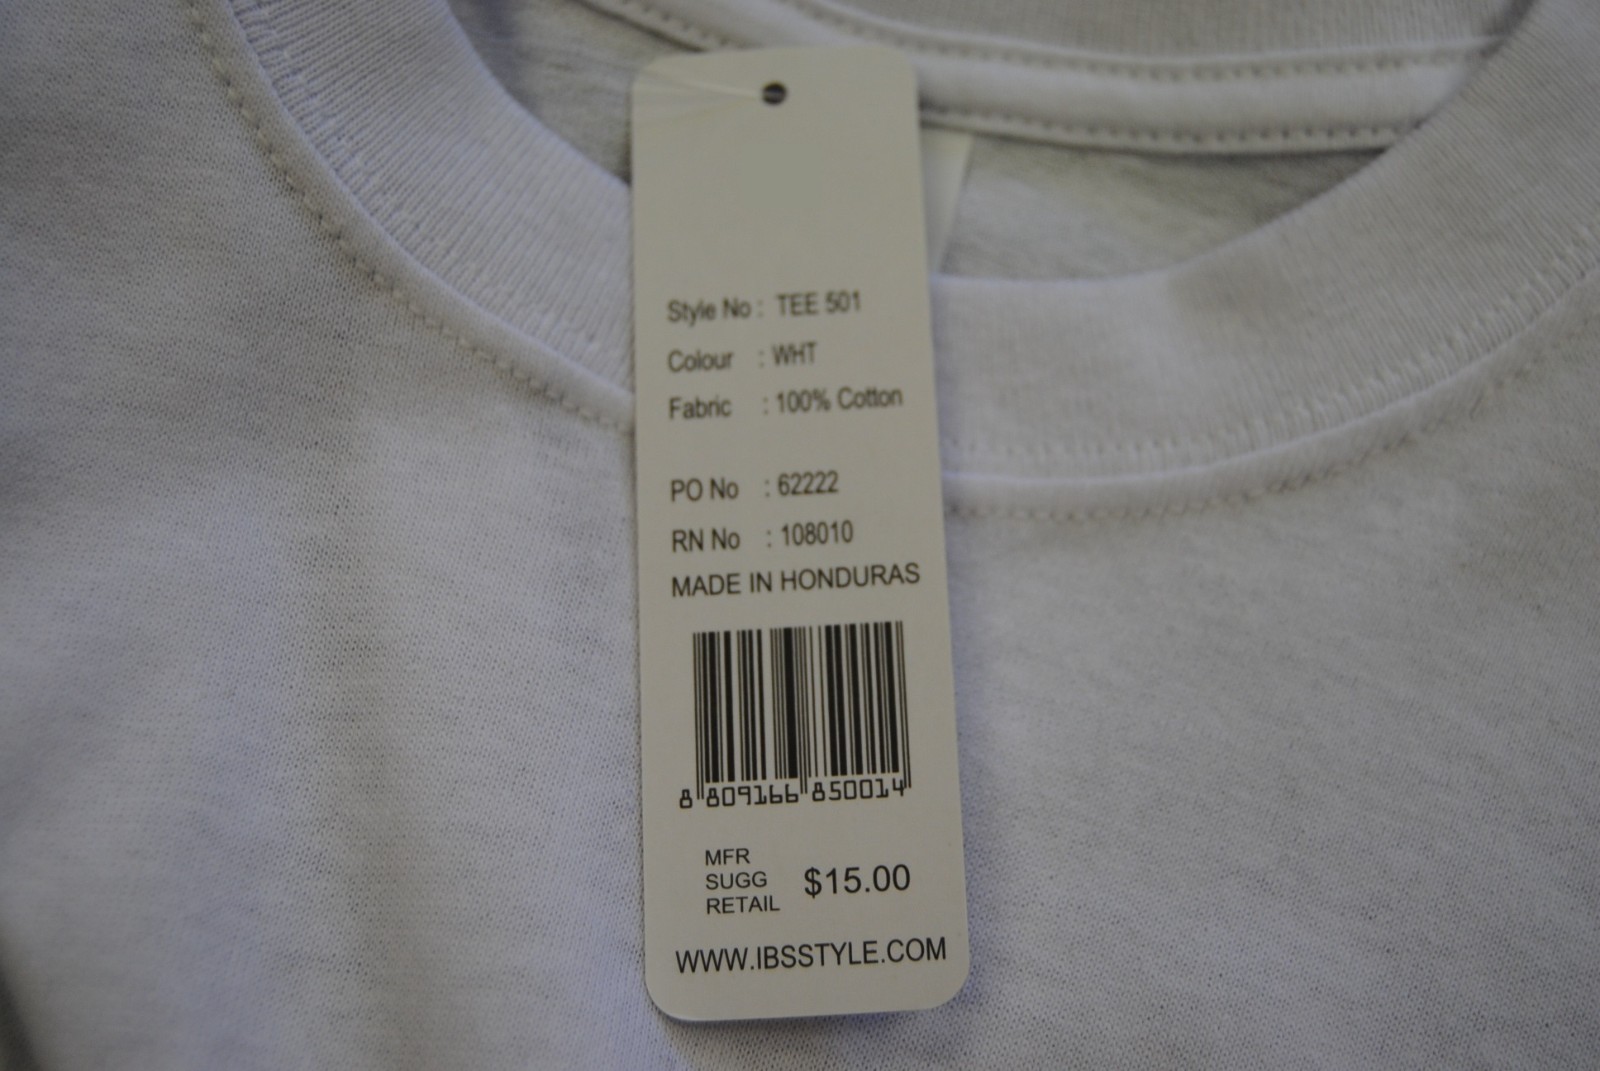 Style No : TEE 501
Colour : WHT
Fabric : 100% Cotton
PO No : 62222
RN No : 108010
MADE IN HONDURAS
8 809166 850014
MFR
SUGG
RETAIL $15.00
WWW.IBSSTYLE.COM